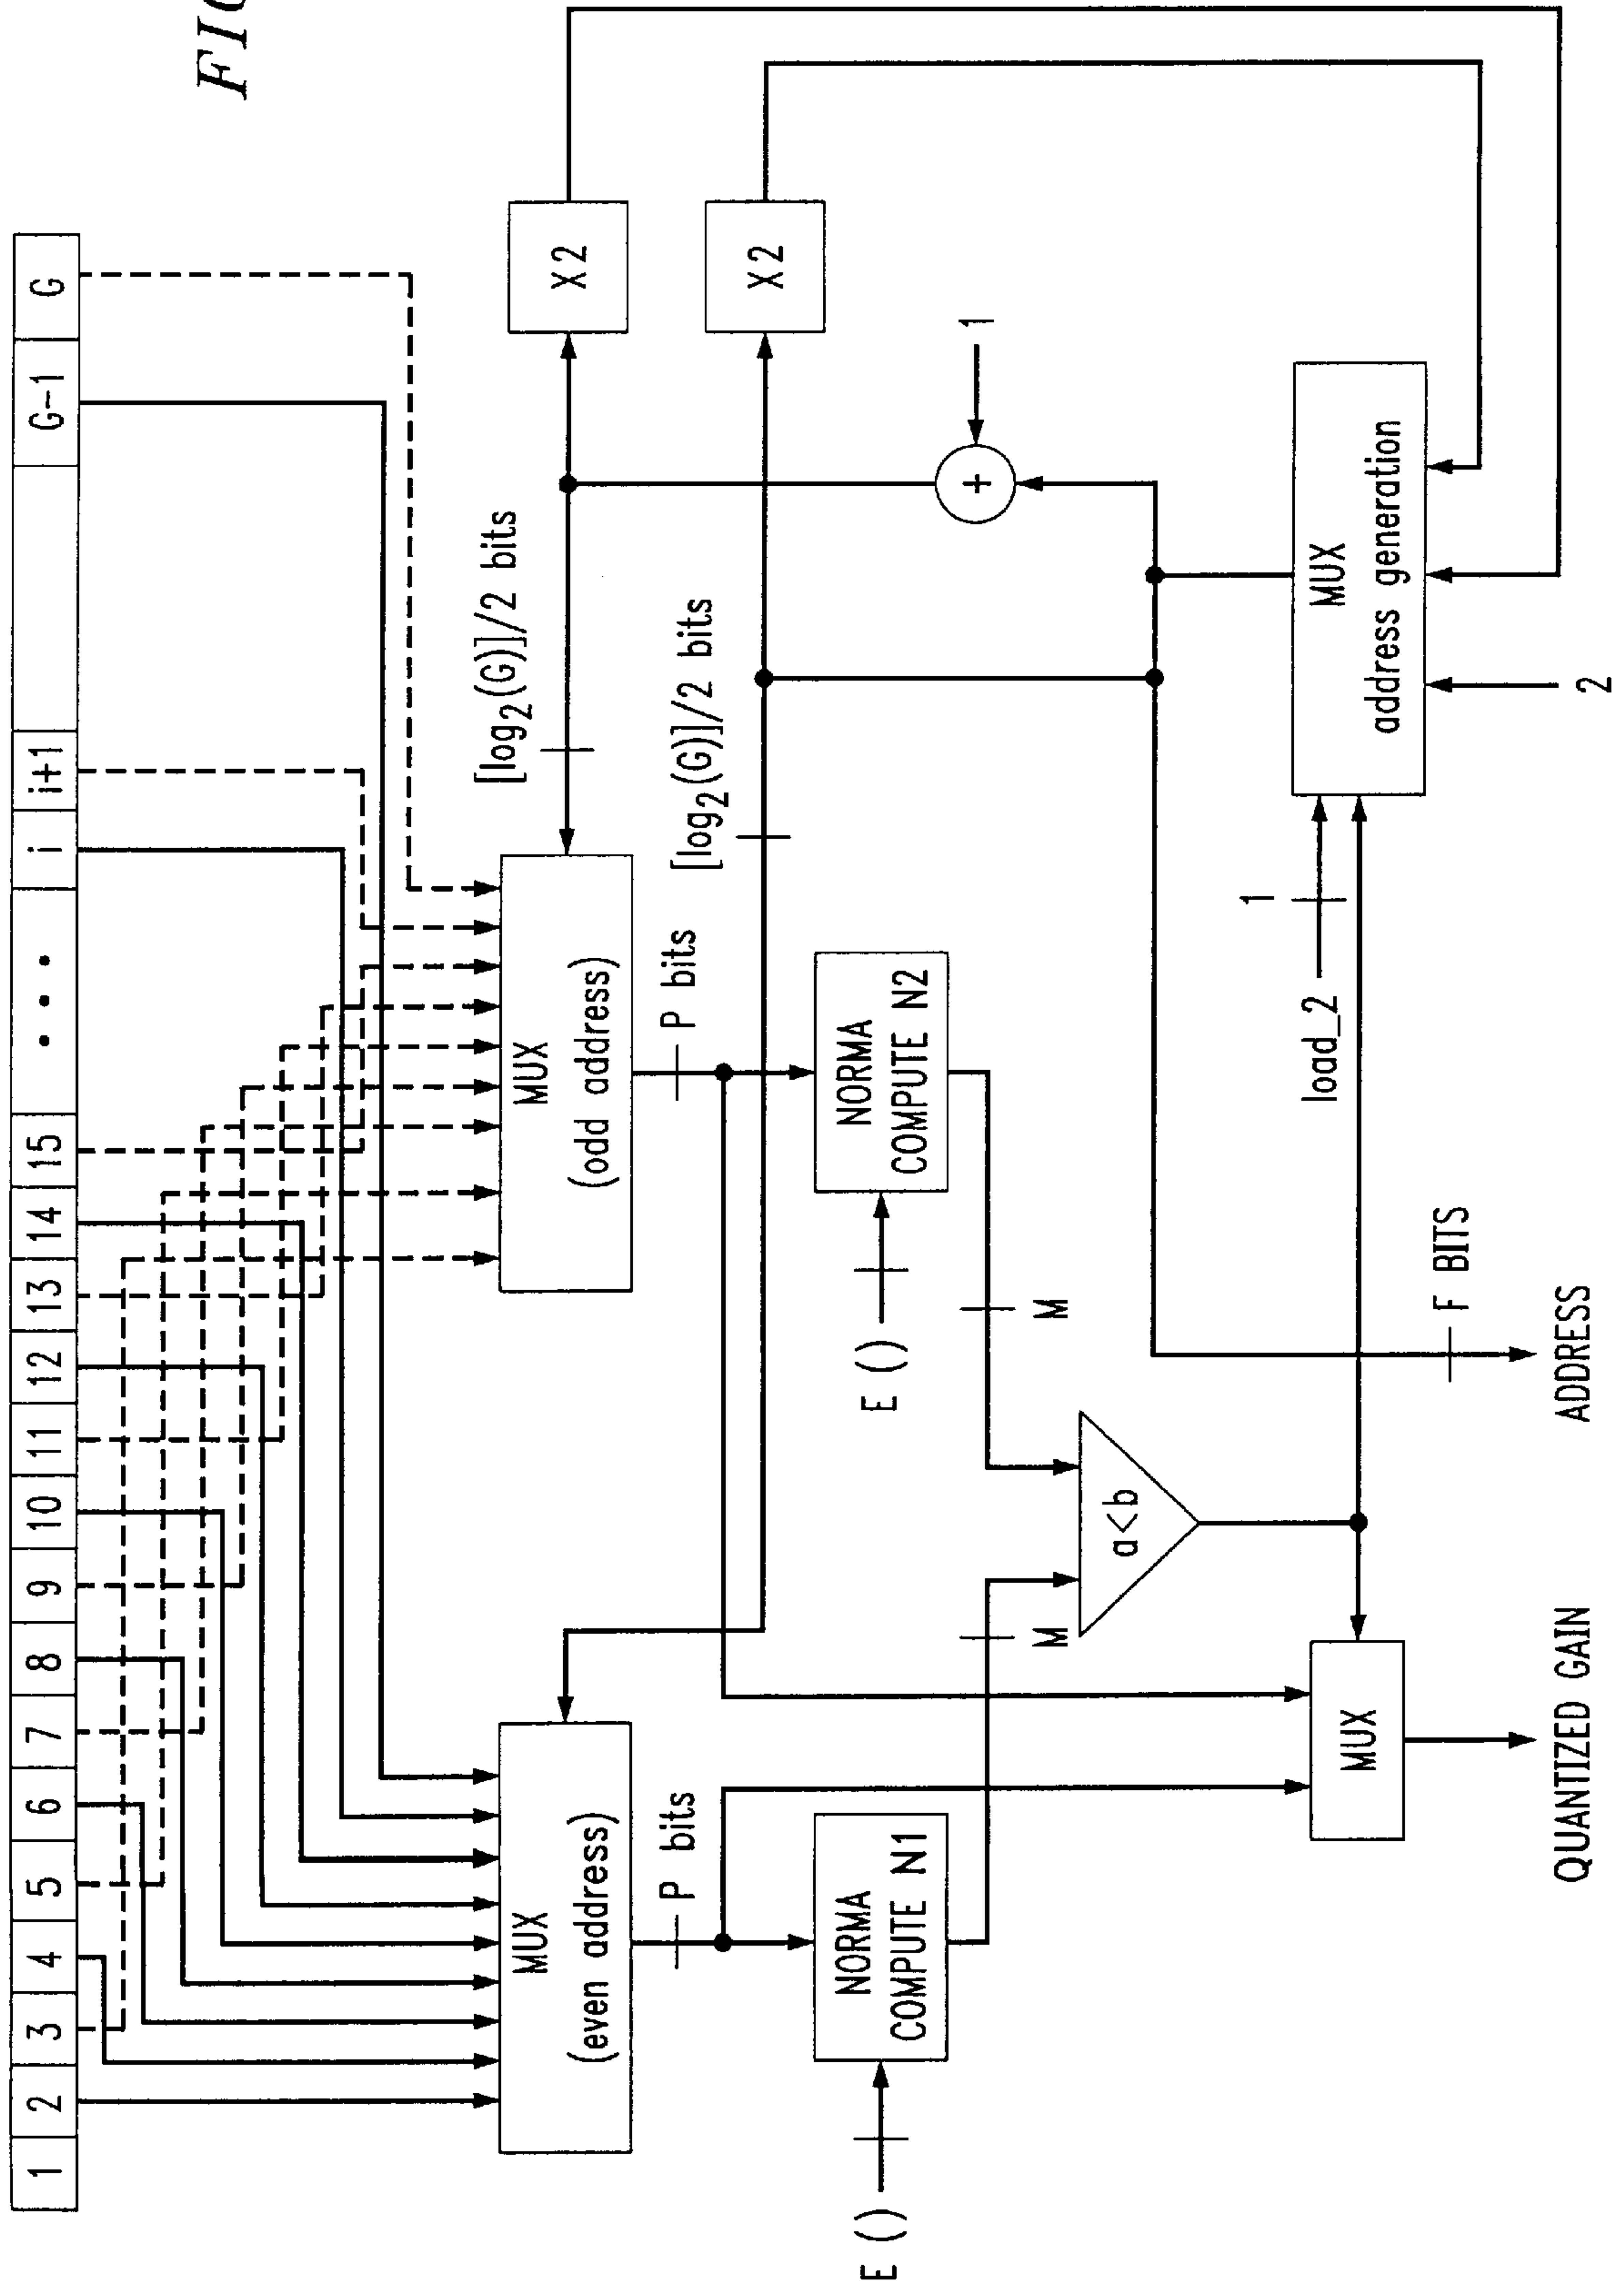 FIG
1 2 3 4 5 6 7 8 9 10 11 12 13 14 15 • • • i i+1 G-1 G
MUX
(even address)
MUX
(odd address)
[log2(G)]/2 bits
X2
[log2(G)]/2 bits
X2
P bits
P bits
1
+
E ()
NORMA
COMPUTE N1
E ()
NORMA
COMPUTE N2
M
M
a<b
load_2
1
MUX
address generation
2
MUX
F BITS
QUANTIZED GAIN
ADDRESS